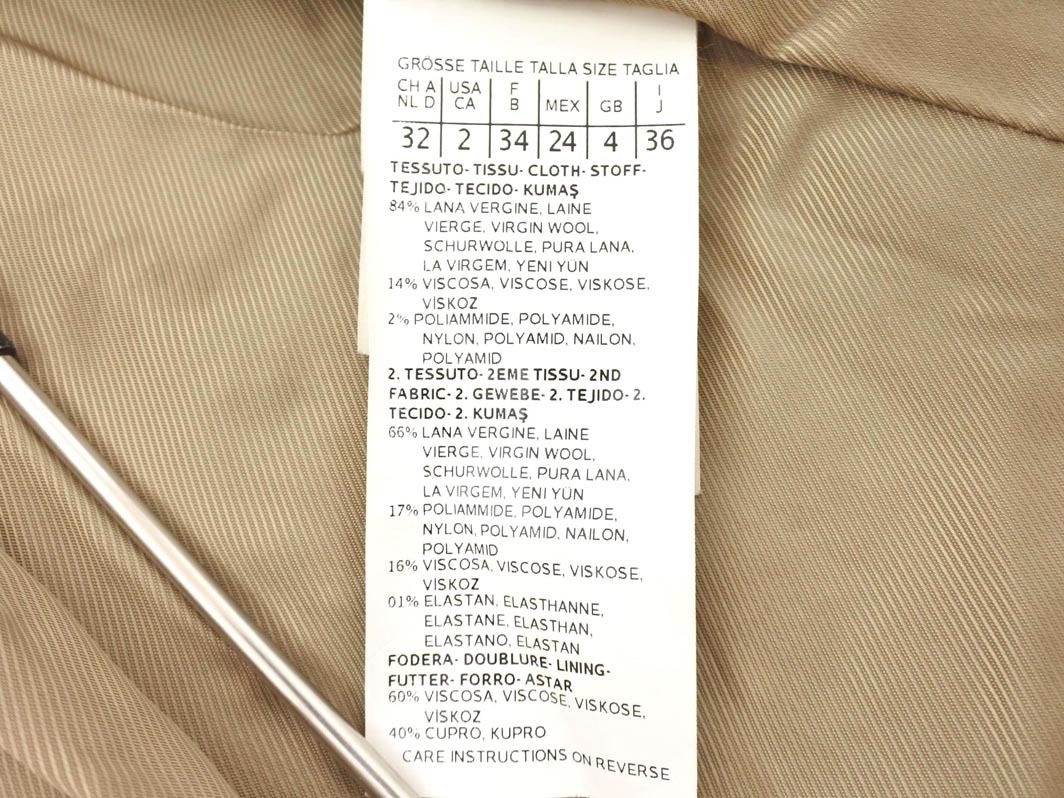 GRÖSSE TAILLE TALLA SIZE TAGLIA
CH A USA F I
NL D CA B MEX GB J
32 2 34 24 4 36
TESSUTO- TISSU- CLOTH- STOFF-
TEJIDO- TECIDO- KUMAŞ
84% LANA VERGINE, LAINE
VIERGE, VIRGIN WOOL,
SCHURWOLLE, PURA LANA,
LA VIRGEM, YENI YÜN
14% VISCOSA, VISCOSE, VISKOSE,
VİSKOZ
2% POLIAMMIDE, POLYAMIDE,
NYLON, POLYAMID, NAILON,
POLYAMID
2. TESSUTO- 2EME TISSU- 2ND
FABRIC- 2. GEWEBE- 2. TEJIDO- 2.
TECIDO- 2. KUMAŞ
66% LANA VERGINE, LAINE
VIERGE, VIRGIN WOOL,
SCHURWOLLE, PURA LANA,
LA VIRGEM, YENI YÜN
17% POLIAMMIDE, POLYAMIDE,
NYLON, POLYAMID, NAILON,
POLYAMID
16% VISCOSA, VISCOSE, VISKOSE,
VİSKOZ
01% ELASTAN, ELASTHANNE,
ELASTANE, ELASTHAN,
ELASTANO, ELASTAN
FODERA- DOUBLURE- LINING-
FUTTER- FORRO- ASTAR
60% VISCOSA, VISCOSE, VISKOSE,
VİSKOZ
40% CUPRO, KUPRO
CARE INSTRUCTIONS ON REVERSE